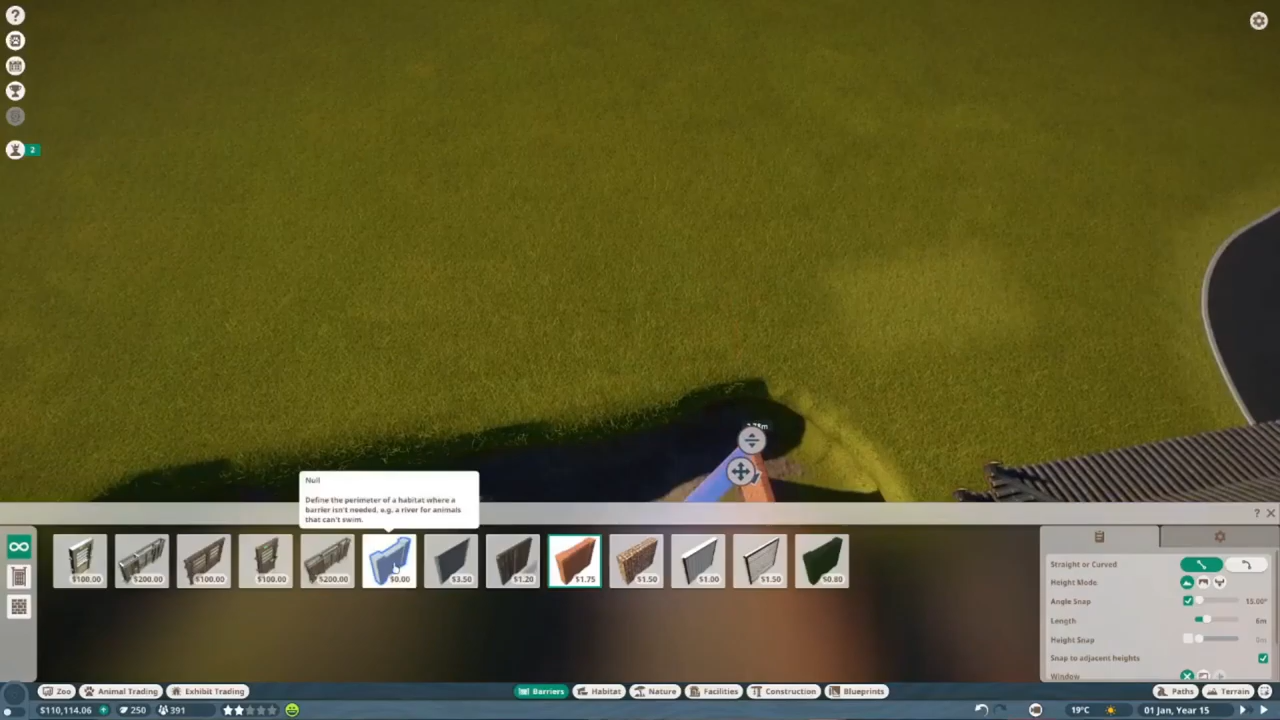 ?
2
Null
Define the perimeter of a habitat where a
barrier isn't needed, e.g. a river for animals
that can't swim.
?
$100.00
$200.00
$100.00
$100.00
$200.00
$0.00
$3.50
$1.20
$1.75
$1.50
$1.00
$1.50
$0.80
Straight or Curved
Height Mode
Angle Snap 15.00°
Length 6m
Height Snap 0m
Snap to adjacent heights
Window
Zoo
Animal Trading
Exhibit Trading
Barriers
Habitat
Nature
Facilities
Construction
Blueprints
Paths
Terrain
$110,114.06
250
391
19°C
01 Jan, Year 15